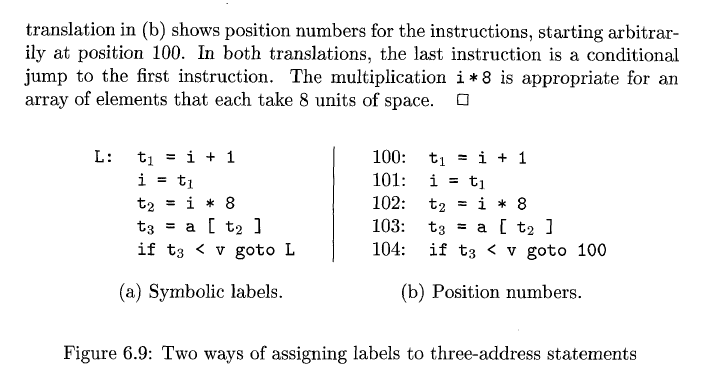 translation in (b) shows position numbers for the instructions, starting arbitrar-
ily at position 100. In both translations, the last instruction is a conditional
jump to the first instruction. The multiplication i * 8 is appropriate for an
array of elements that each take 8 units of space. □
L: t₁ = i + 1
i = t₁
t₂ = i * 8
t₃ = a [ t₂ ]
if t₃ < v goto L
(a) Symbolic labels.
100: t₁ = i + 1
101: i = t₁
102: t₂ = i * 8
103: t₃ = a [ t₂ ]
104: if t₃ < v goto 100
(b) Position numbers.
Figure 6.9: Two ways of assigning labels to three-address statements